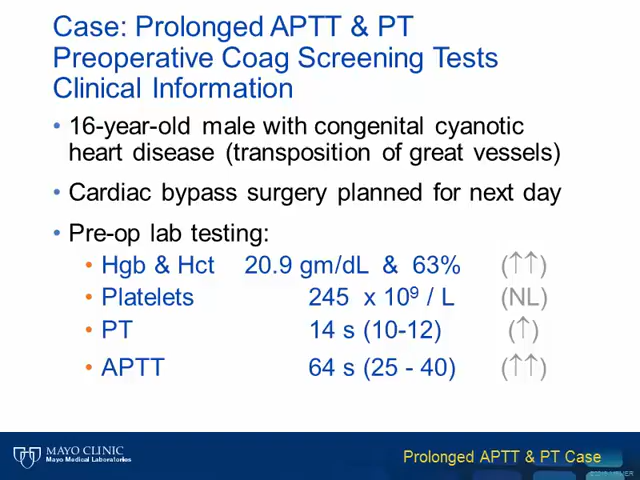 Case: Prolonged APTT & PT
Preoperative Coag Screening Tests
Clinical Information
• 16-year-old male with congenital cyanotic
heart disease (transposition of great vessels)
• Cardiac bypass surgery planned for next day
• Pre-op lab testing:
• Hgb & Hct 20.9 gm/dL & 63% (↑↑)
• Platelets 245 x 10⁹ / L (NL)
• PT 14 s (10-12) (↑)
• APTT 64 s (25 - 40) (↑↑)
MAYO CLINIC
Mayo Medical Laboratories
Prolonged APTT & PT Case